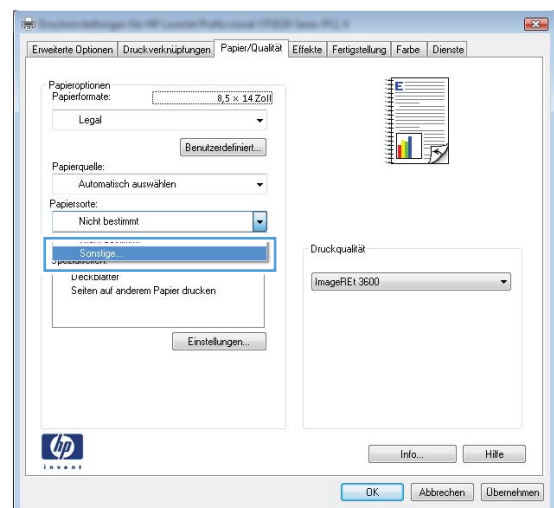 Erweiterte Optionen Druckverknüpfungen Papier/Qualität Effekte Fertigstellung Farbe Dienste
Papieroptionen
Papierformate: 8,5 × 14 Zoll
Legal
Benutzerdefiniert...
Papierquelle:
Automatisch auswählen
Papiersorte:
Nicht bestimmt
Sonstige...
Deckblätter
Seiten auf anderem Papier drucken
Einstellungen...
E
Druckqualität
ImageREt 3600
hp
invent
Info... Hilfe
OK Abbrechen Übernehmen